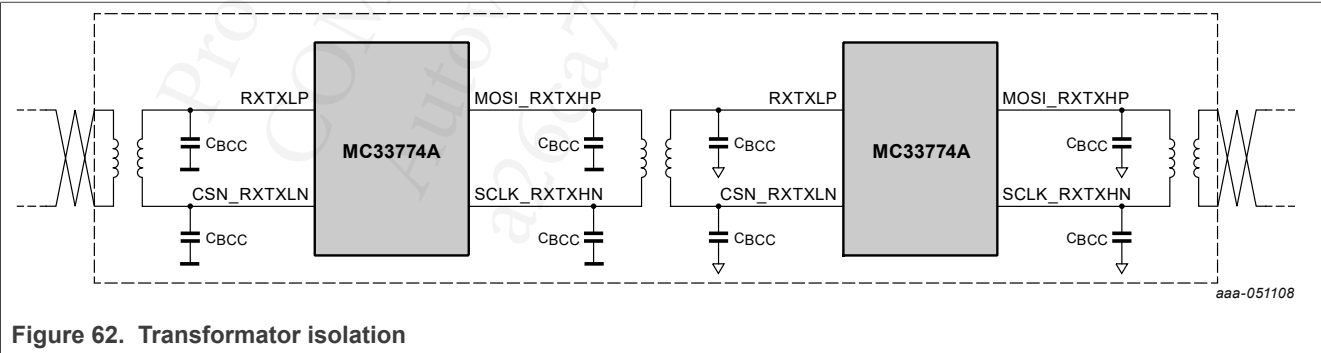 RXTXLP
MOSI_RXTXHP
RXTXLP
MOSI_RXTXHP
CBCC
MC33774A
CBCC
CBCC
MC33774A
CBCC
CSN_RXTXLN
SCLK_RXTXHN
CSN_RXTXLN
SCLK_RXTXHN
CBCC
CBCC
CBCC
CBCC
aaa-051108
Figure 62. Transformator isolation